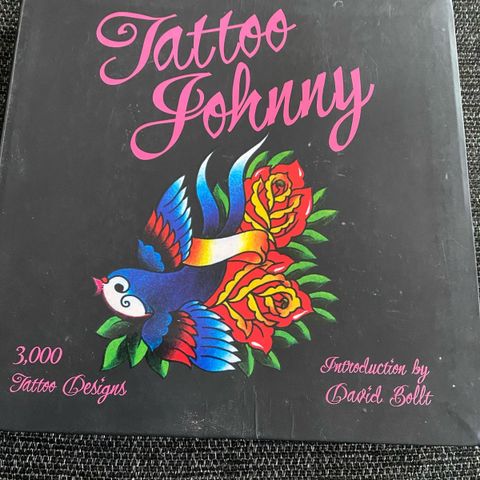 Tattoo
Johnny
3,000
Tattoo Designs
Introduction by
David Bollt